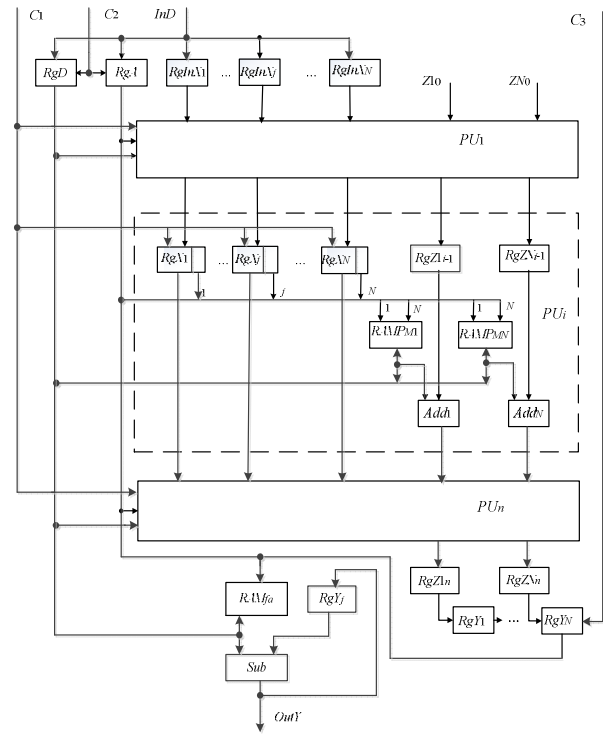 C1 C2 InD C3
RgD RgA RgInX1 ... RgInXj ... RgInXN
Z10 ZN0
PU1
RgX1 ... RgXj ... RgXN RgZ1i-1 RgZNi-1
1 j N 1 N 1 N
PUi
RAMPM1 RAMPMN
Add1 AddN
PUn
RgZ1n RgZNn
RAMfa RgYj RgY1 ... RgYN
Sub
OutY